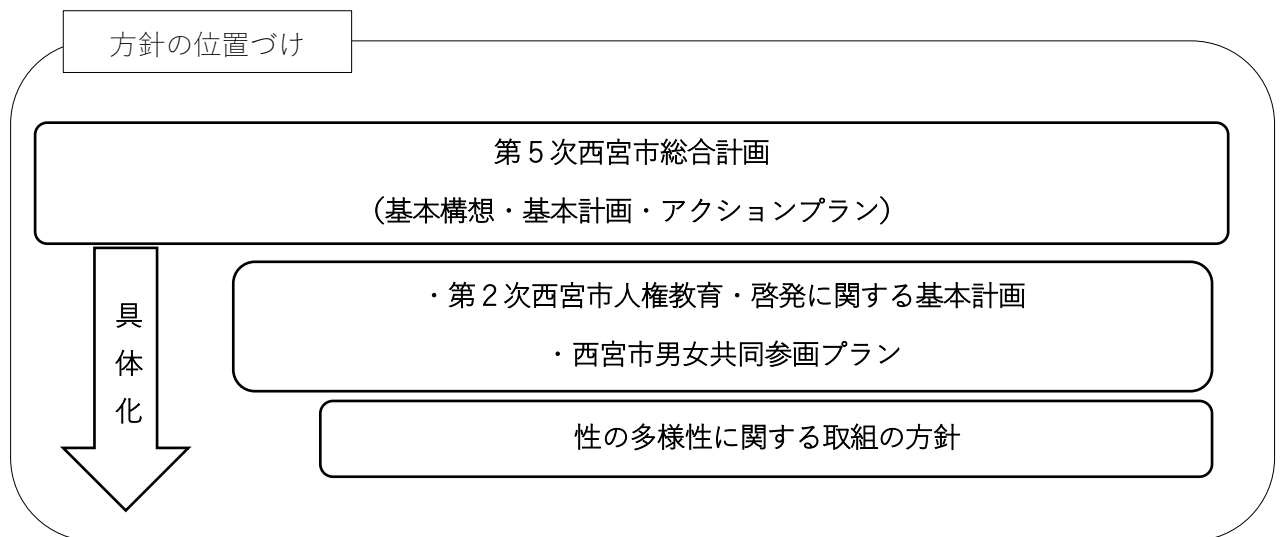 方針の位置づけ
第５次西宮市総合計画
（基本構想・基本計画・アクションプラン）
・第２次西宮市人権教育・啓発に関する基本計画
・西宮市男女共同参画プラン
具体化
性の多様性に関する取組の方針